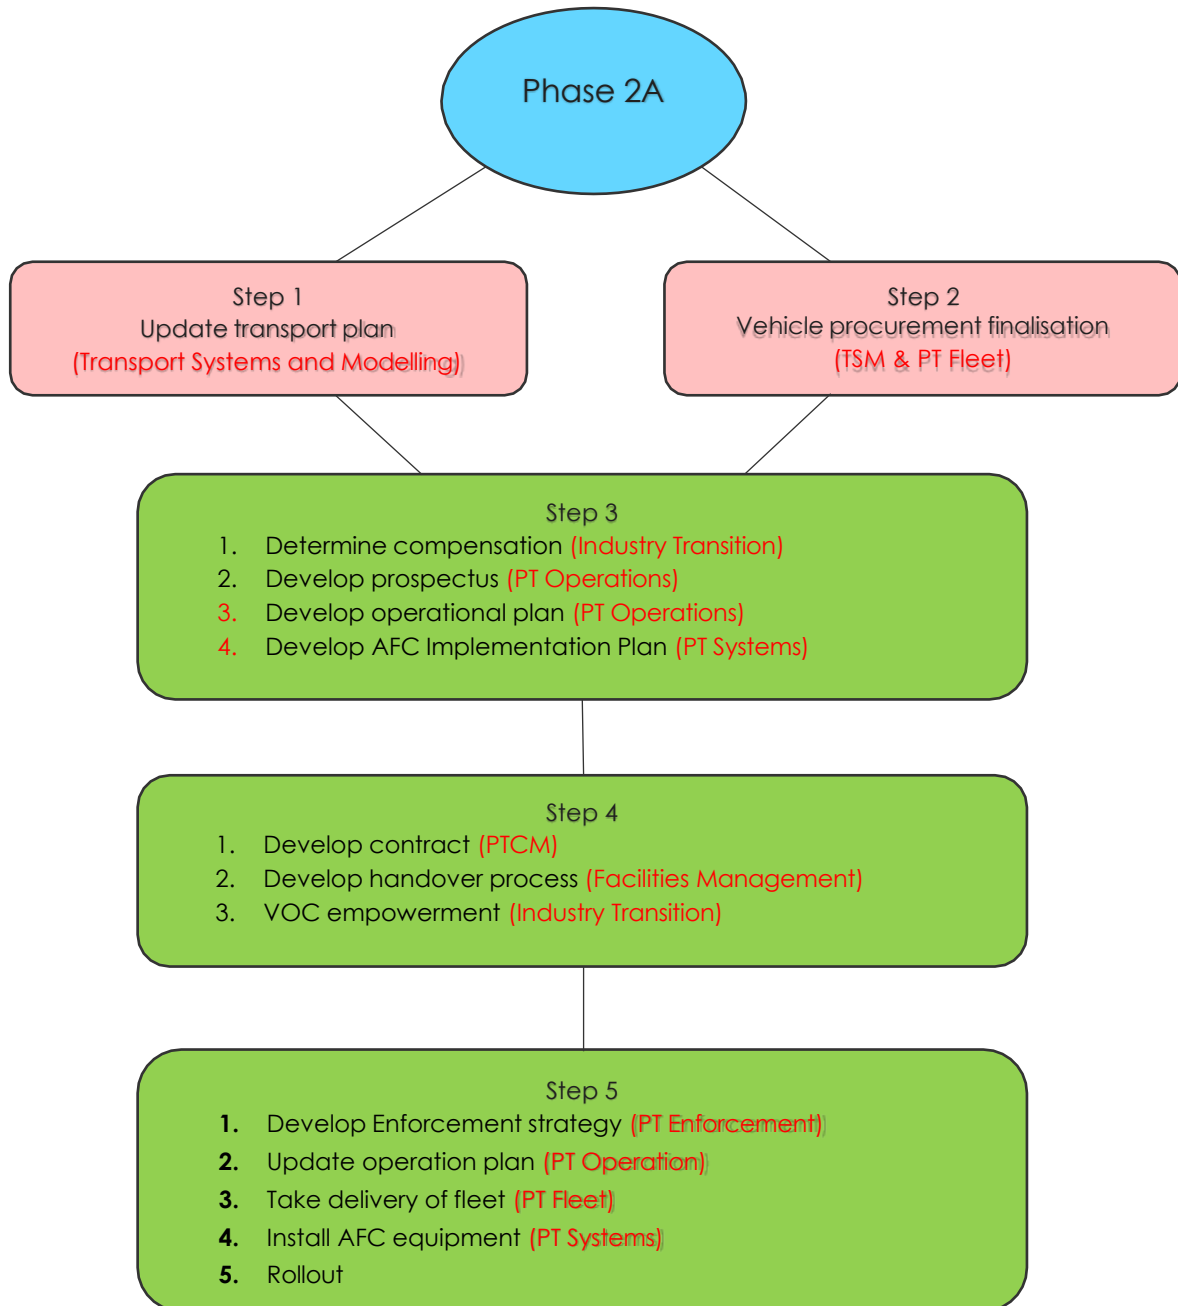 Phase 2A
Step 1
Update transport plan
(Transport Systems and Modelling)
Step 2
Vehicle procurement finalisation
(TSM & PT Fleet)
Step 3
1. Determine compensation (Industry Transition)
2. Develop prospectus (PT Operations)
3. Develop operational plan (PT Operations)
4. Develop AFC Implementation Plan (PT Systems)
Step 4
1. Develop contract (PTCM)
2. Develop handover process (Facilities Management)
3. VOC empowerment (Industry Transition)
Step 5
1. Develop Enforcement strategy (PT Enforcement)
2. Update operation plan (PT Operation)
3. Take delivery of fleet (PT Fleet)
4. Install AFC equipment (PT Systems)
5. Rollout